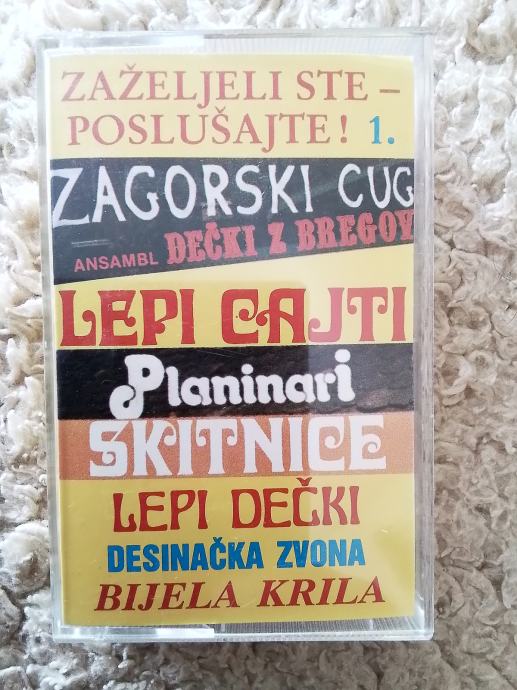 ZAŽELJELI STE –
POSLUŠAJTE! 1.
ZAGORSKI CUG
ANSAMBL DEČKI Z BREGOV
LEPI CAJTI
Planinari
SKITNICE
LEPI DEČKI
DESINAČKA ZVONA
BIJELA KRILA